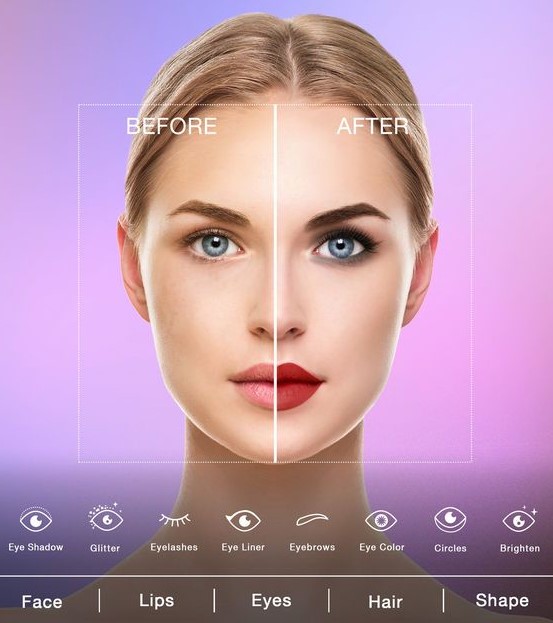 BEFORE AFTER
Eye Shadow Glitter Eyelashes Eye Liner Eyebrows Eye Color Circles Brighten
Face | Lips | Eyes | Hair | Shape